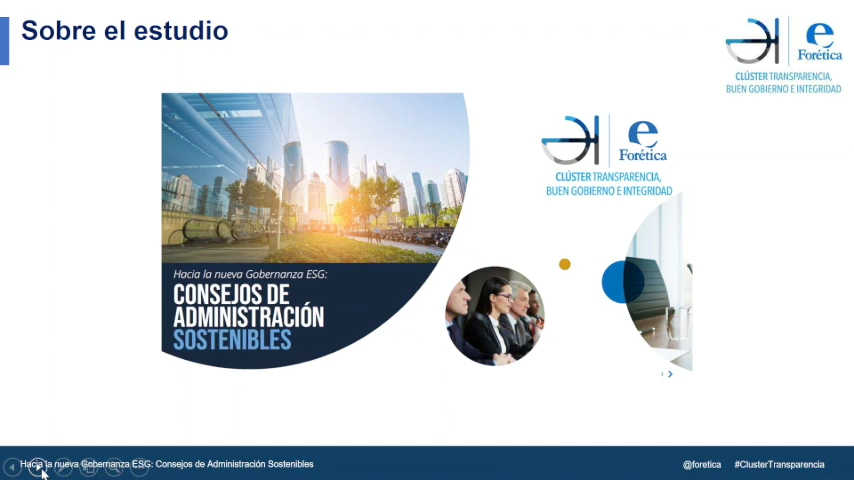 Sobre el estudio
e
Forética
CLÚSTER TRANSPARENCIA,
BUEN GOBIERNO E INTEGRIDAD
e
Forética
CLÚSTER TRANSPARENCIA,
BUEN GOBIERNO E INTEGRIDAD
Hacia la nueva Gobernanza ESG:
CONSEJOS DE
ADMINISTRACIÓN
SOSTENIBLES
Hacia la nueva Gobernanza ESG: Consejos de Administración Sostenibles
@foretica #ClusterTransparencia